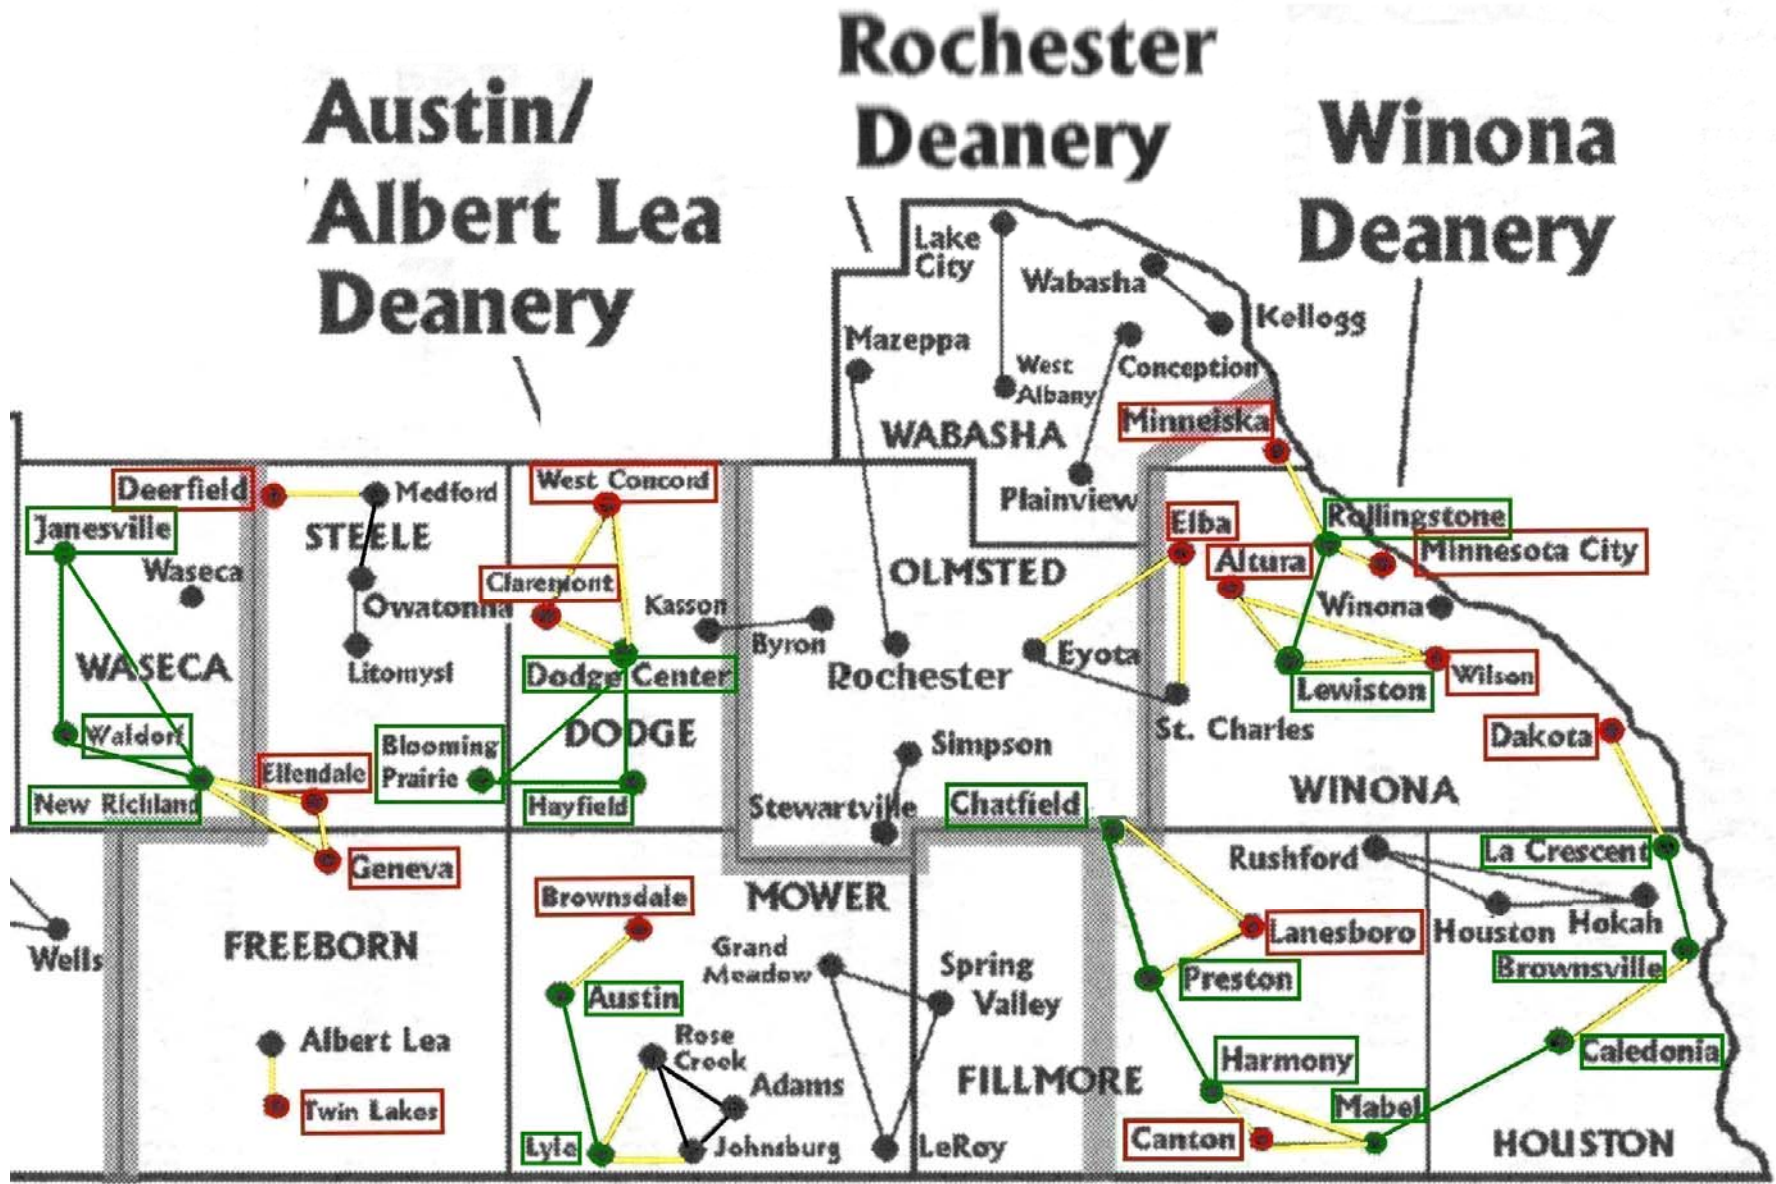 Rochester
Deanery
Austin/
Albert Lea
Deanery
Winona
Deanery
Lake
City
Wabasha
Kellogg
Mazeppa
West
Albany
Conception
WABASHA
Minneiska
Plainview
Deerfield
Medford
West Concord
Janesville
STEELE
Elba
Rollingstone
Minnesota City
Waseca
Claremont
OLMSTED
Altura
Owatonna
Kasson
Winona
Byron
Eyota
WASECA
Litomysl
Dodge Center
Rochester
Lewiston
Wilson
Waldorf
Blooming
Prairie
DODGE
Simpson
St. Charles
Dakota
Ellendale
New Richland
Hayfield
Stewartville
Chatfield
WINONA
Geneva
Rushford
La Crescent
Brownsdale
MOWER
Wells
FREEBORN
Grand
Meadow
Spring
Valley
Lanesboro
Houston
Hokah
Austin
Preston
Brownsville
Albert Lea
Rose
Creek
Adams
FILLMORE
Harmony
Caledonia
Twin Lakes
Mabel
Lyle
Johnsburg
LeRoy
Canton
HOUSTON